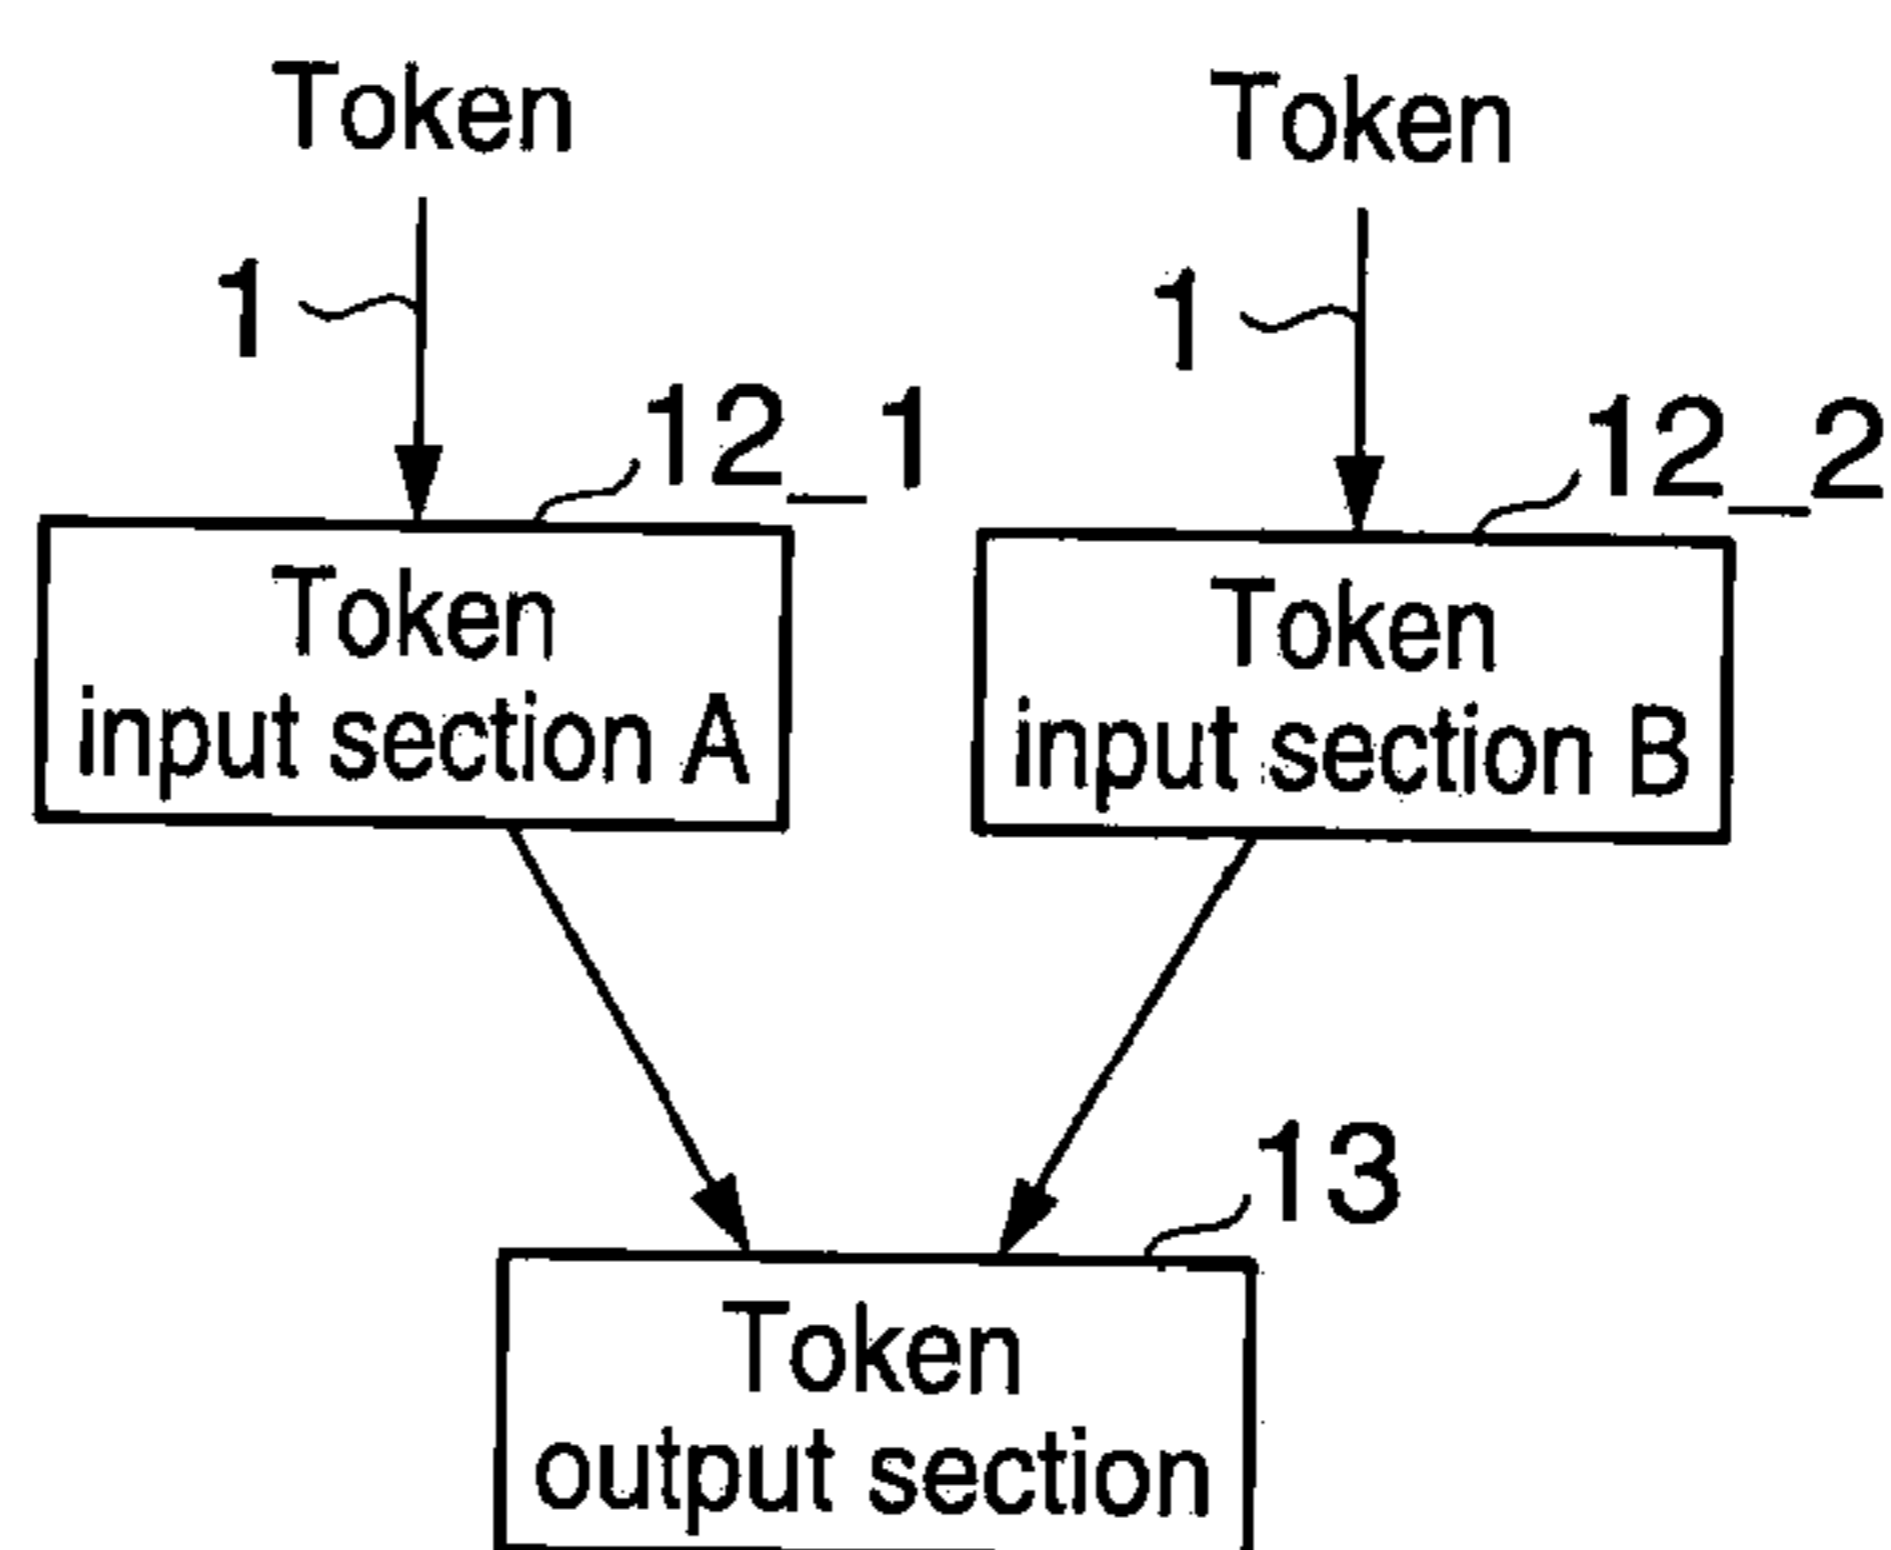 Token
Token
1
1
12_1
12_2
Token
input section A
Token
input section B
13
Token
output section